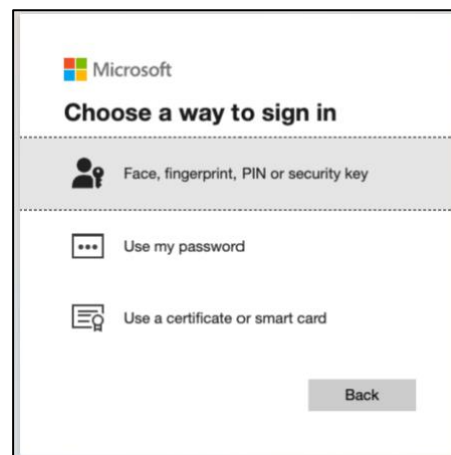 Microsoft
Choose a way to sign in
Face, fingerprint, PIN or security key
Use my password
Use a certificate or smart card
Back